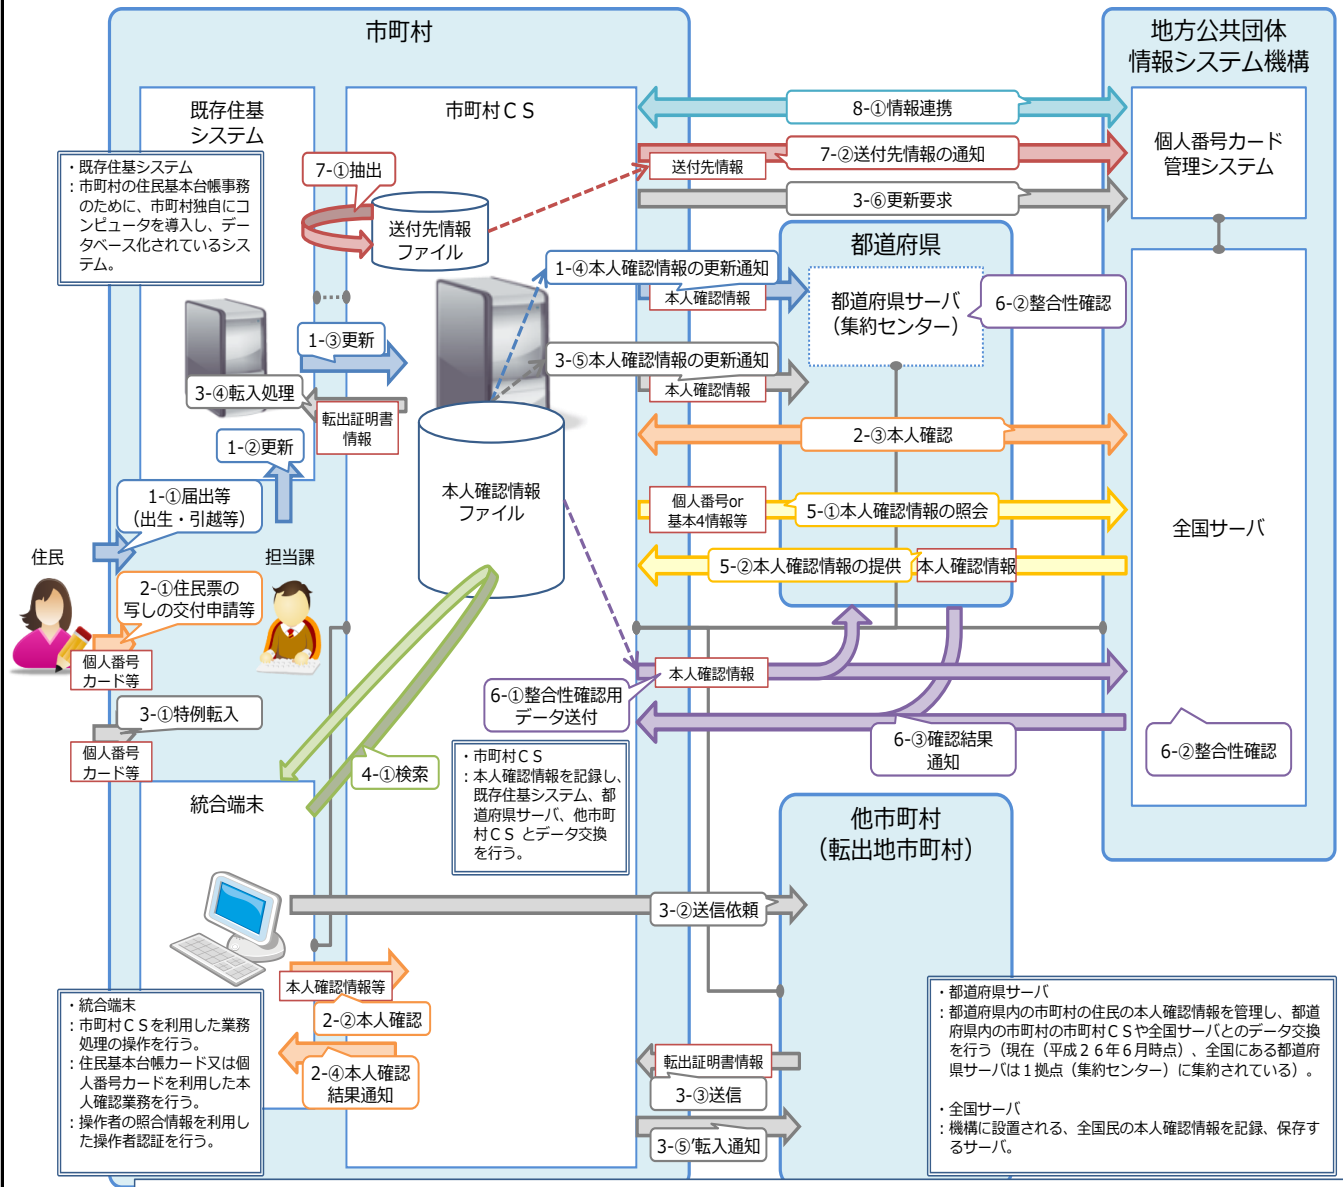 市町村
地方公共団体
情報システム機構
既存住基
システム
市町村ＣＳ
個人番号カード
管理システム
8-①情報連携
7-②送付先情報の通知
送付先情報
3-⑥更新要求
・既存住基システム
：市町村の住民基本台帳事務
のために、市町村独自にコ
ンピュータを導入し、デー
タベース化されているシス
テム。
7-①抽出
送付先情報
ファイル
都道府県
1-④本人確認情報の更新通知
本人確認情報
都道府県サーバ
（集約センター）
6-②整合性確認
1-③更新
3-⑤本人確認情報の更新通知
本人確認情報
3-④転入処理
転出証明書
情報
2-③本人確認
1-②更新
本人確認情報
ファイル
1-①届出等
（出生・引越等）
個人番号or
基本4情報等
5-①本人確認情報の照会
全国サーバ
5-②本人確認情報の提供
本人確認情報
住民
担当課
2-①住民票の
写しの交付申請等
個人番号
カード等
本人確認情報
6-①整合性確認用
データ送付
3-①特例転入
個人番号
カード等
6-③確認結果
通知
6-②整合性確認
4-①検索
・市町村ＣＳ
：本人確認情報を記録し、
既存住基システム、都
道府県サーバ、他市町
村ＣＳ とデータ交換
を行う。
統合端末
他市町村
（転出地市町村）
3-②送信依頼
本人確認情報等
2-②本人確認
2-④本人確認
結果通知
転出証明書情報
3-③送信
3-⑤’転入通知
・統合端末
：市町村ＣＳを利用した業務
処理の操作を行う。
：住民基本台帳カード又は個
人番号カードを利用した本
人確認業務を行う。
：操作者の照合情報を利用し
た操作者認証を行う。
・都道府県サーバ
：都道府県内の市町村の住民の本人確認情報を管理し、都道
府県内の市町村の市町村ＣＳや全国サーバとのデータ交換
を行う（現在（平成２６年６月時点）、全国にある都道府
県サーバは１拠点（集約センター）に集約されている）。
・全国サーバ
：機構に設置される、全国民の本人確認情報を記録、保存す
るサーバ。